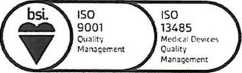 bsi.
ISO
9001
Quality
Management
ISO
13485
Medical Devices
Quality
Management